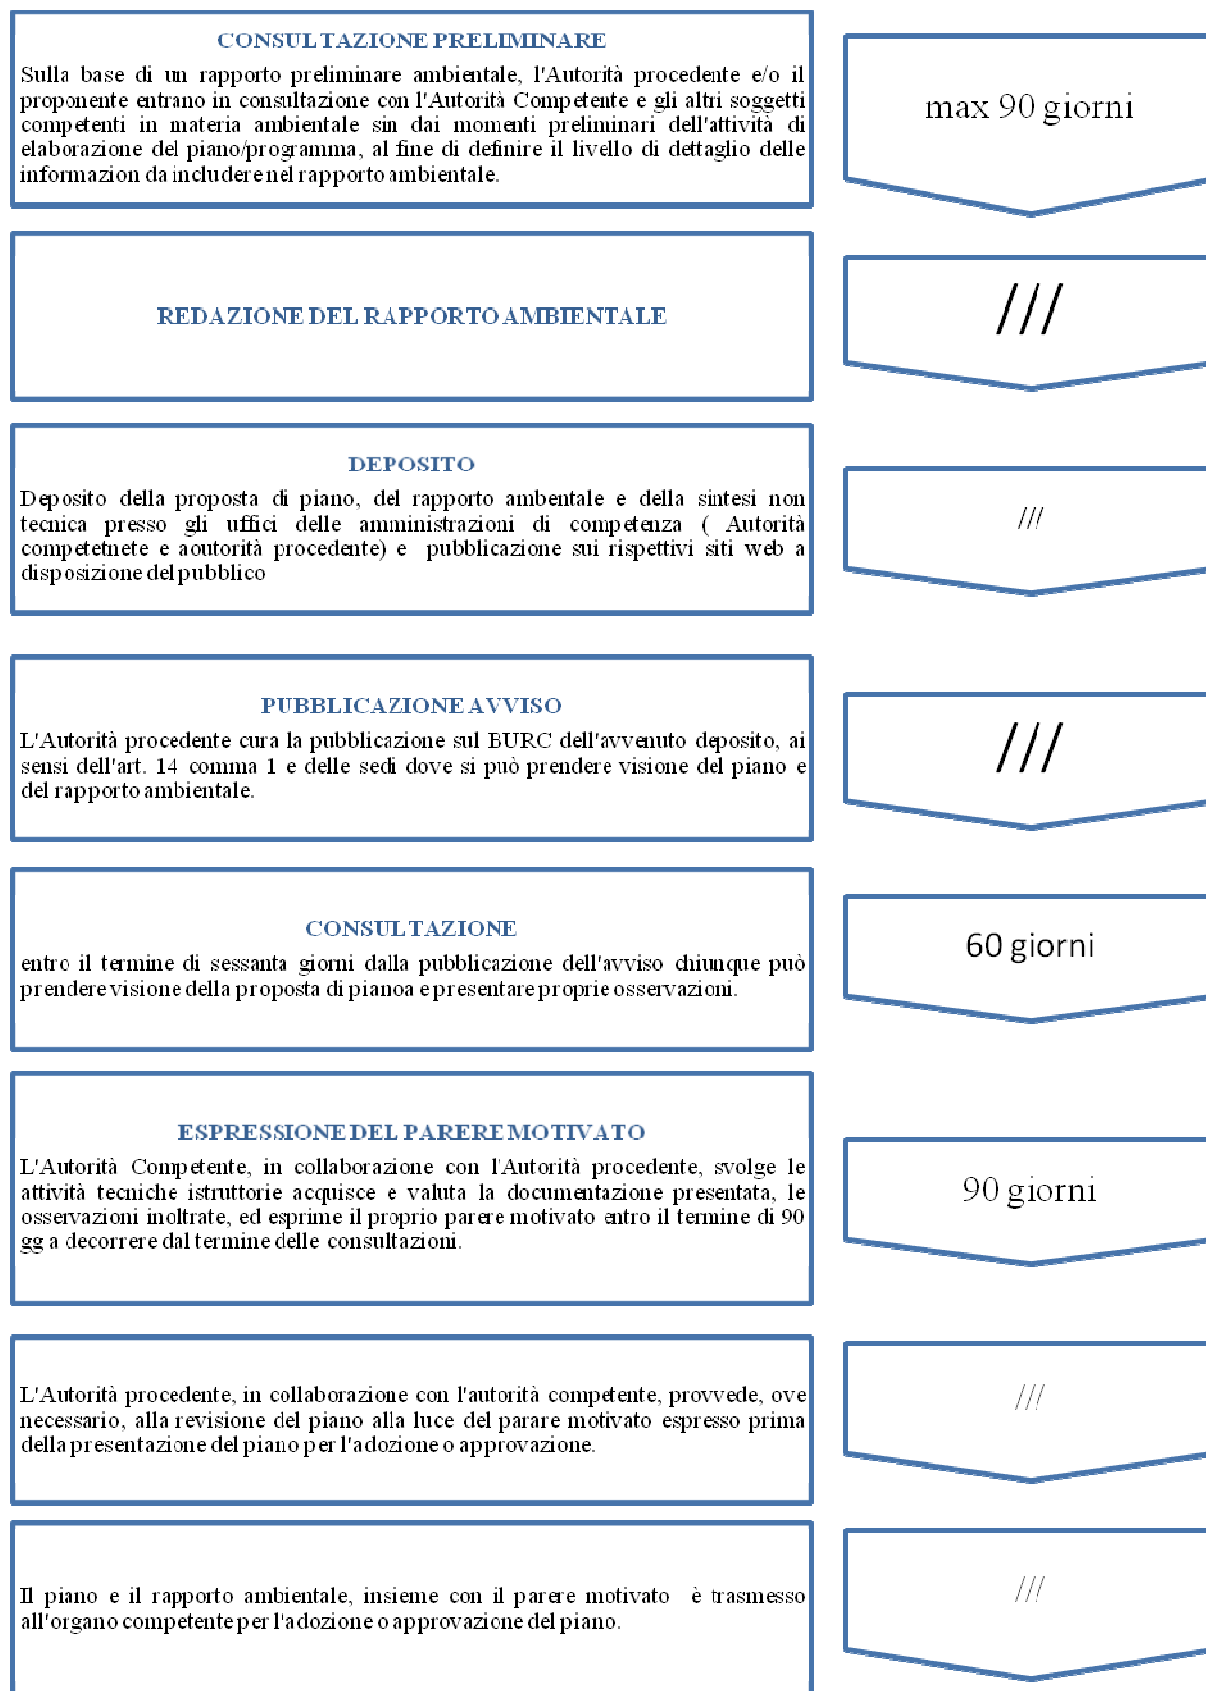 CONSULTAZIONE PRELIMINARE
Sulla base di un rapporto preliminare ambientale, l'Autorità procedente e/o il
proponente entrano in consultazione con l'Autorità Competente e gli altri soggetti
competenti in materia ambientale sin dai momenti preliminari dell'attività di
elaborazione del piano/programma, al fine di definire il livello di dettaglio delle
informazion da includere nel rapporto ambientale.
max 90 giorni
REDAZIONE DEL RAPPORTO AMBIENTALE
///
DEPOSITO
Deposito della proposta di piano, del rapporto ambentale e della sintesi non
tecnica presso gli uffici delle amministrazioni di competenza ( Autorità
competetnete e aoutorità procedente) e pubblicazione sui rispettivi siti web a
disposizione del pubblico
///
PUBBLICAZIONE AVVISO
L'Autorità procedente cura la pubblicazione sul BURC dell'avvenuto deposito, ai
sensi dell'art. 14 comma 1 e delle sedi dove si può prendere visione del piano e
del rapporto ambientale.
///
CONSULTAZIONE
entro il termine di sessanta giorni dalla pubblicazione dell'avviso chiunque può
prendere visione della proposta di pianoa e presentare proprie osservazioni.
60 giorni
ESPRESSIONE DEL PARERE MOTIVATO
L'Autorità Competente, in collaborazione con l'Autorità procedente, svolge le
attività tecniche istruttorie acquisce e valuta la documentazione presentata, le
osservazioni inoltrate, ed esprime il proprio parere motivato entro il termine di 90
gg a decorrere dal termine delle consultazioni.
90 giorni
L'Autorità procedente, in collaborazione con l'autorità competente, provvede, ove
necessario, alla revisione del piano alla luce del parare motivato espresso prima
della presentazione del piano per l'adozione o approvazione.
///
Il piano e il rapporto ambientale, insieme con il parere motivato è trasmesso
all'organo competente per l'adozione o approvazione del piano.
///